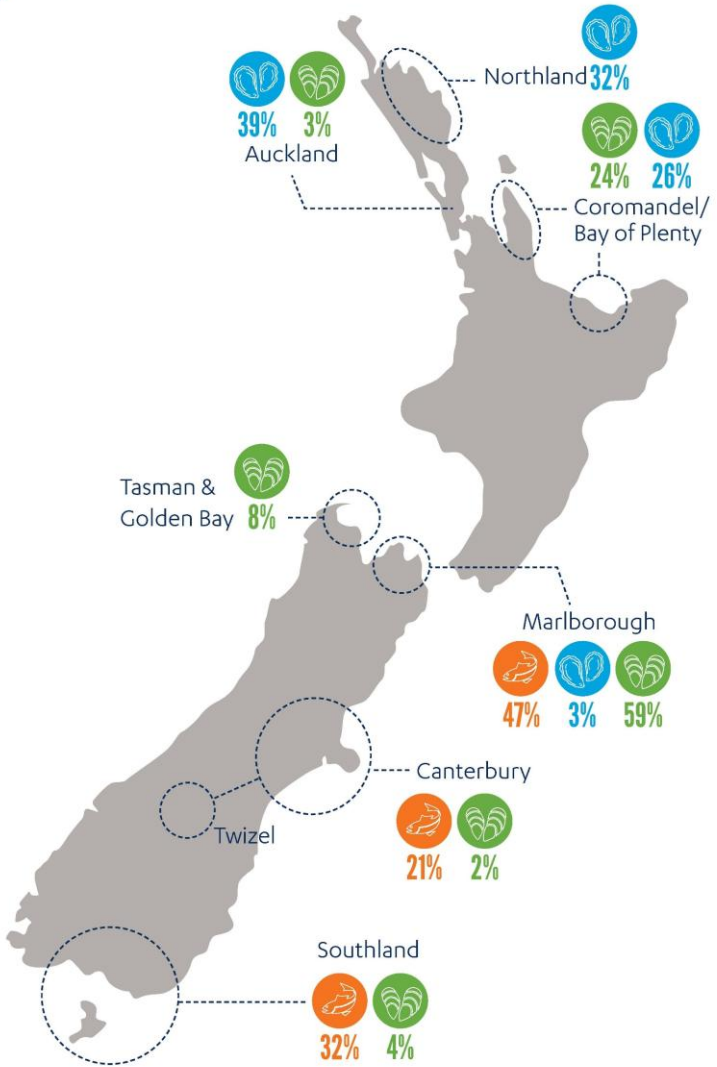 Northland 32%
39% 3%
Auckland
24% 26%
Coromandel/
Bay of Plenty
Tasman &
Golden Bay 8%
Marlborough
47% 3% 59%
Canterbury
21% 2%
Twizel
Southland
32% 4%